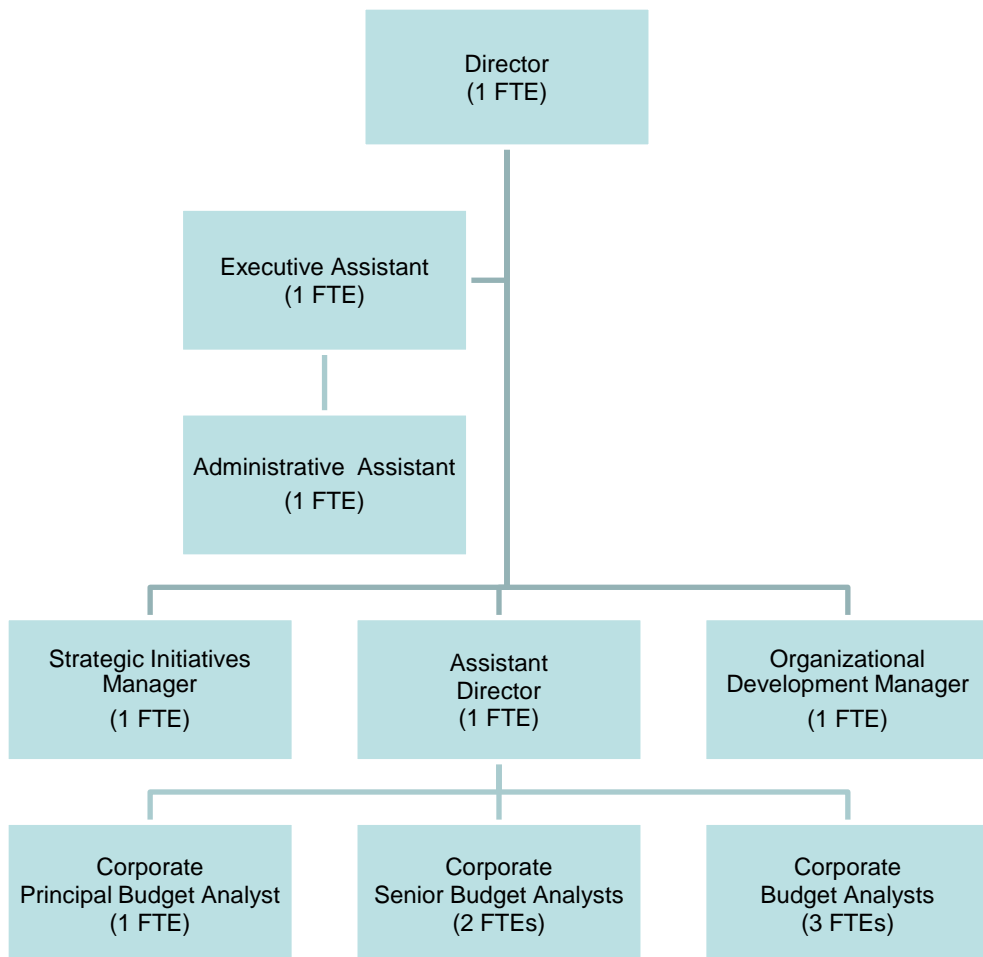 Director
(1 FTE)
Executive Assistant
(1 FTE)
Administrative Assistant
(1 FTE)
Strategic Initiatives
Manager
(1 FTE)
Assistant
Director
(1 FTE)
Organizational
Development Manager
(1 FTE)
Corporate
Principal Budget Analyst
(1 FTE)
Corporate
Senior Budget Analysts
(2 FTEs)
Corporate
Budget Analysts
(3 FTEs)